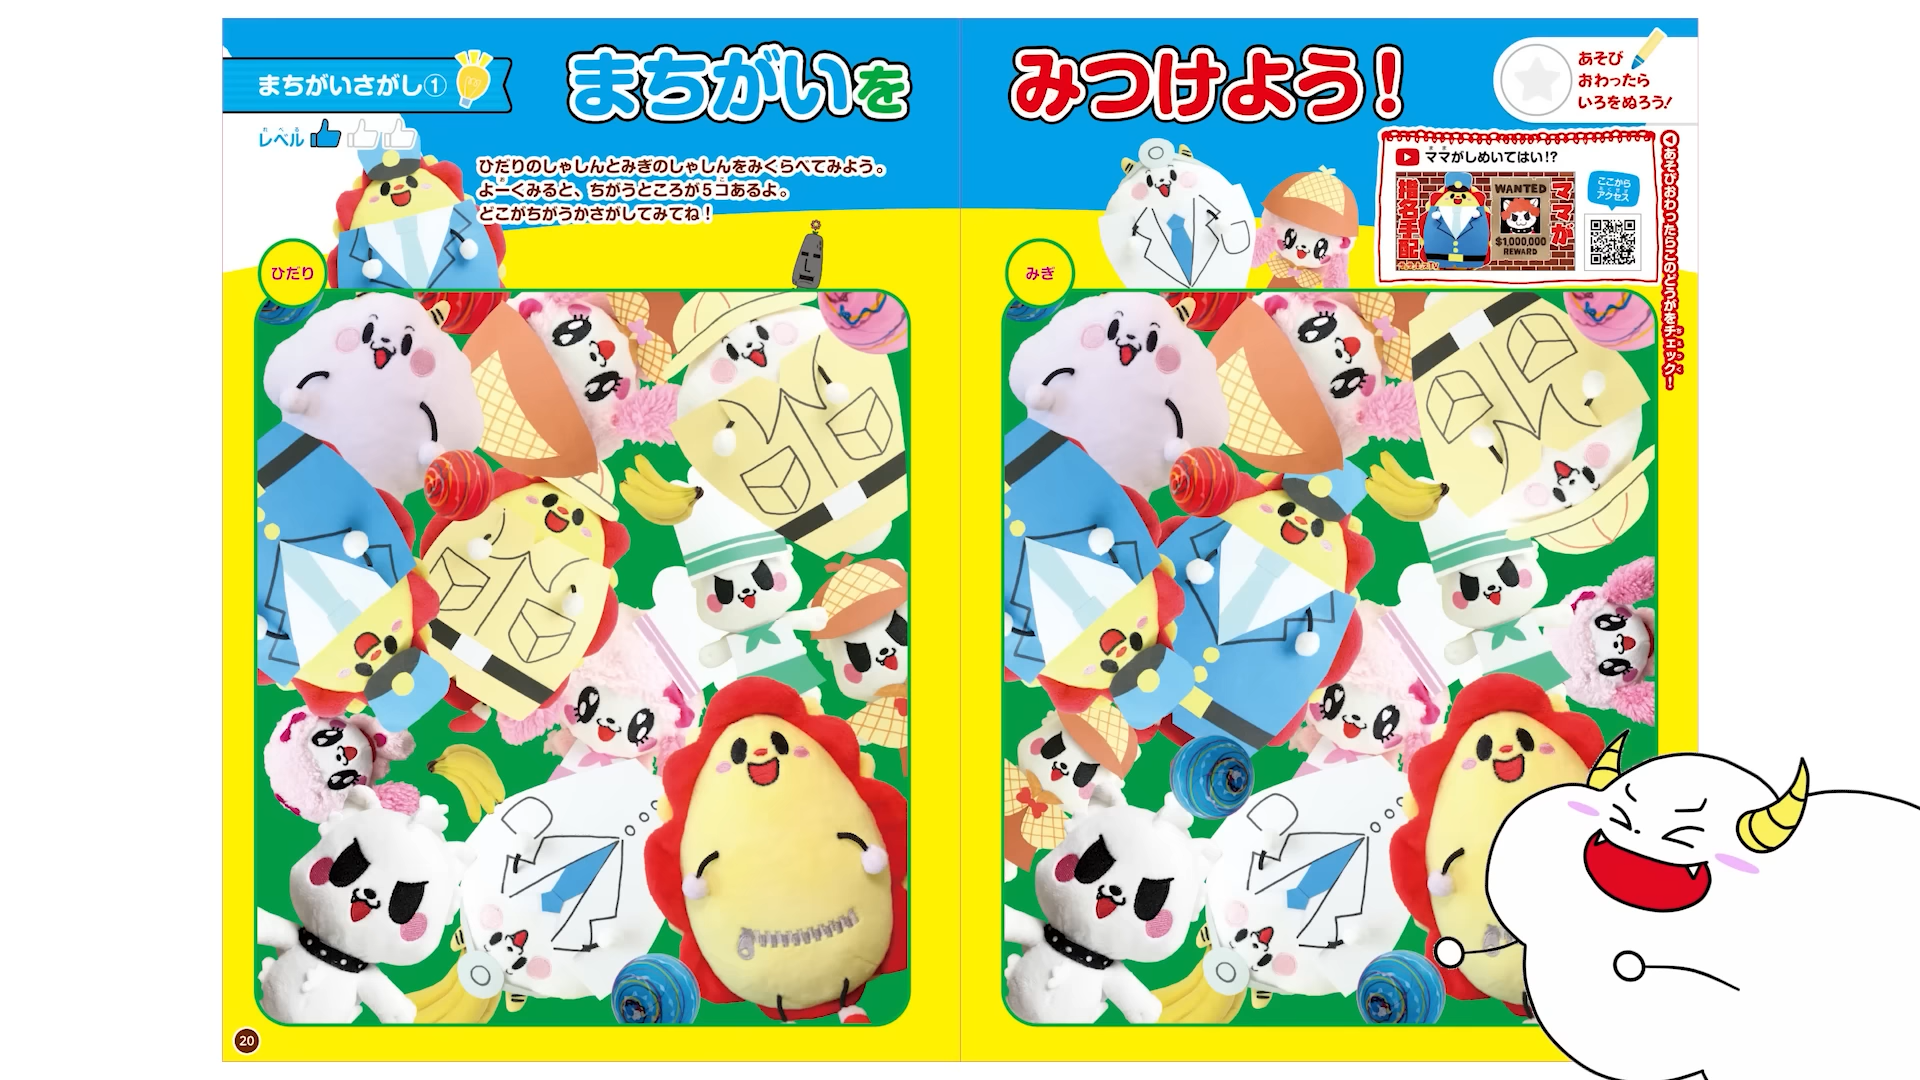 まちがいさがし①
まちがいを
みつけよう!
あそび
おわったら
いろをぬろう!
レベル
ひだりのしゃしんとみぎのしゃしんをみくらべてみよう。
よーくみると、ちがうところが5コあるよ。
どこがちがうかさがしてみてね!
ママがしめいてはい!?
指名手配
WANTED
$1,000,000
REWARD
ママが
ここから
アクセス
あそびおわったらこのどうがをチェック!
ひだり
みぎ
20